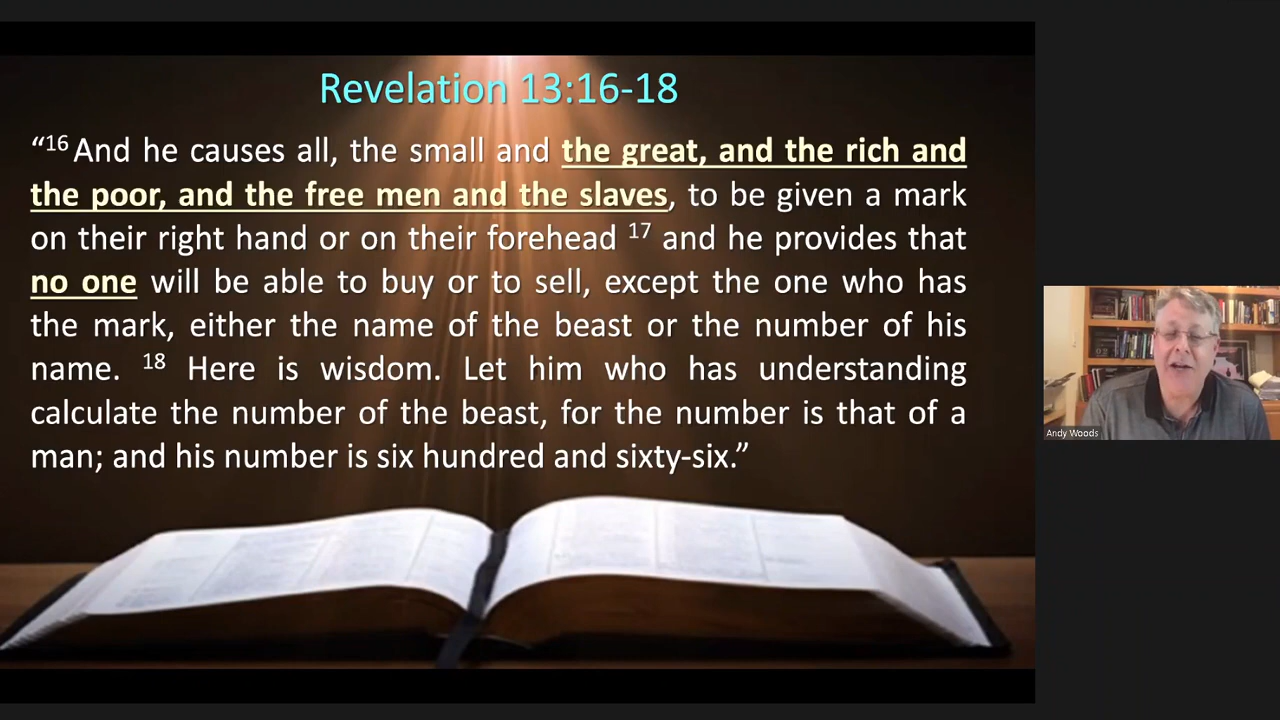 Revelation 13:16-18
“16 And he causes all, the small and the great, and the rich and
the poor, and the free men and the slaves, to be given a mark
on their right hand or on their forehead 17 and he provides that
no one will be able to buy or to sell, except the one who has
the mark, either the name of the beast or the number of his
name. 18 Here is wisdom. Let him who has understanding
calculate the number of the beast, for the number is that of a
man; and his number is six hundred and sixty-six.”
Andy Woods